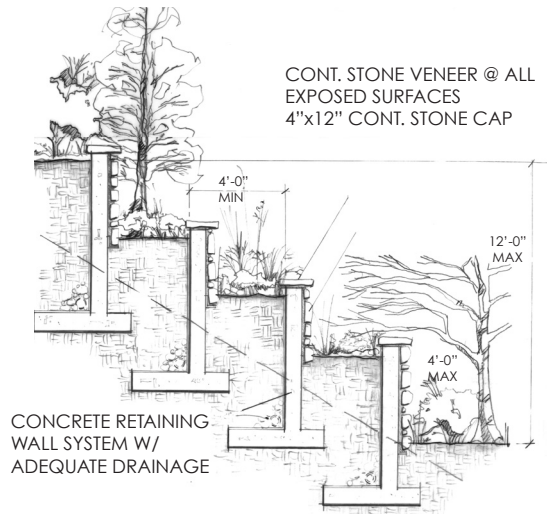 CONT. STONE VENEER @ ALL
EXPOSED SURFACES
4”x12” CONT. STONE CAP
4’-0”
MIN
12’-0”
MAX
4’-0”
MAX
CONCRETE RETAINING
WALL SYSTEM W/
ADEQUATE DRAINAGE